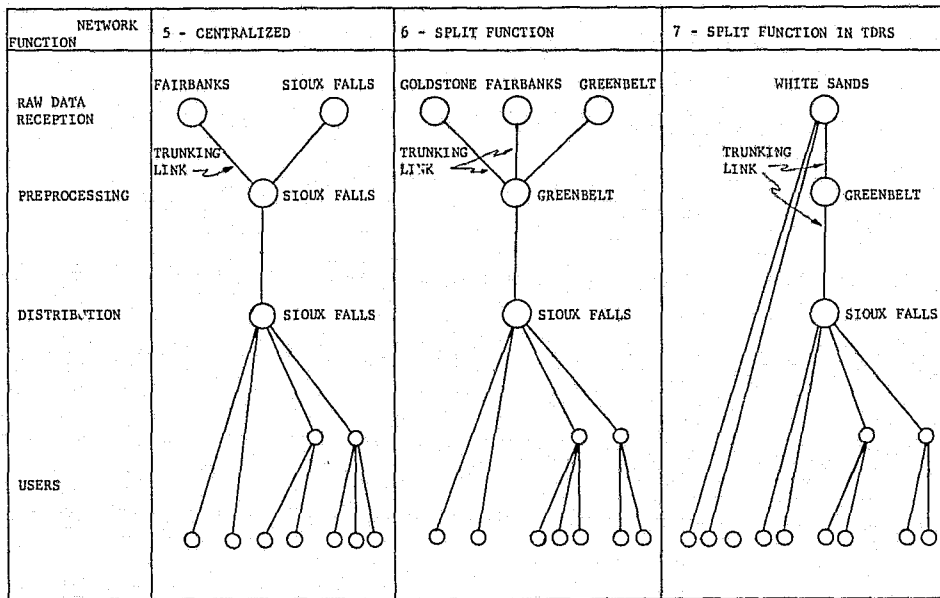 NETWORK
FUNCTION
5 - CENTRALIZED
6 - SPLIT FUNCTION
7 - SPLIT FUNCTION IN TDRS
RAW DATA
RECEPTION
FAIRBANKS
SIOUX FALLS
GOLDSTONE FAIRBANKS GREENBELT
WHITE SANDS
TRUNKING
LINK
TRUNKING
LINK
TRUNKING
LINK
PREPROCESSING
SIOUX FALLS
GREENBELT
GREENBELT
DISTRIBUTION
SIOUX FALLS
SIOUX FALLS
SIOUX FALLS
USERS